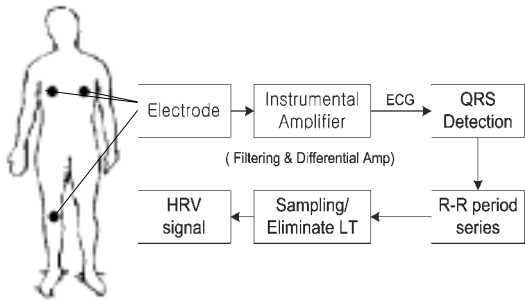 Electrode
Instrumental
Amplifier
ECG
QRS
Detection
( Filtering & Differential Amp)
HRV
signal
Sampling/
Eliminate LT
R-R period
series